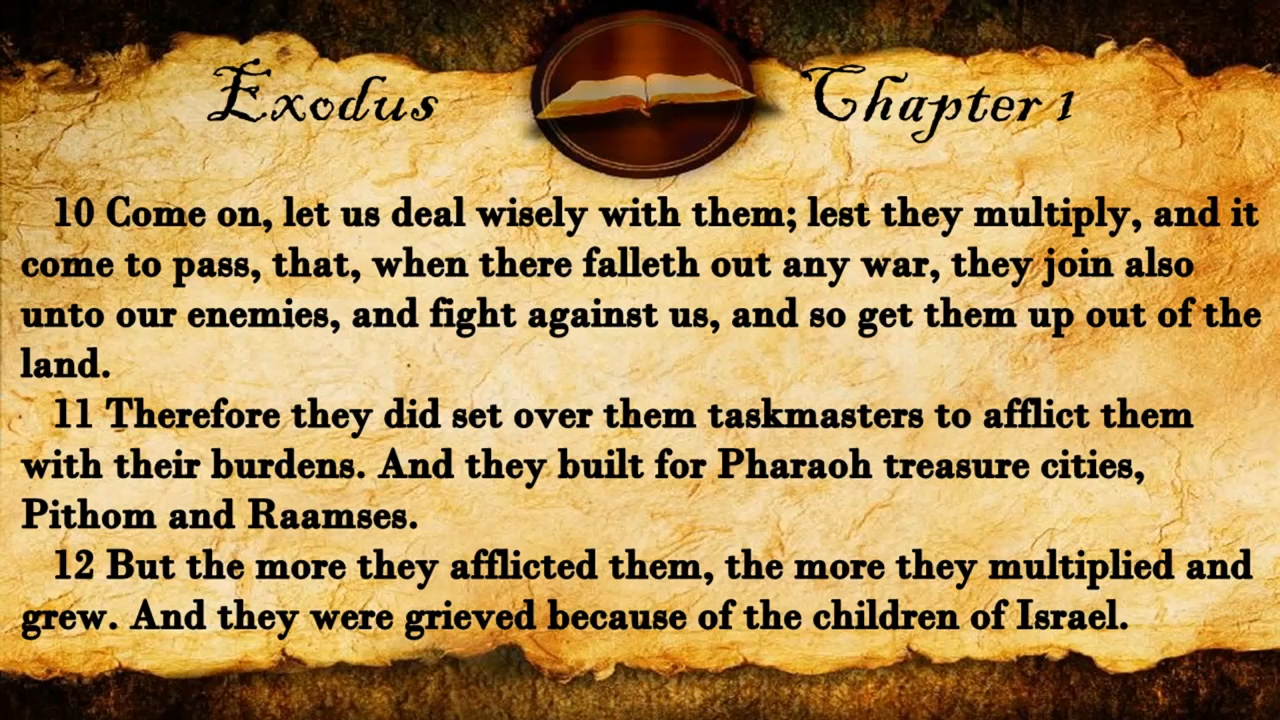 Exodus Chapter 1
10 Come on, let us deal wisely with them; lest they multiply, and it
come to pass, that, when there falleth out any war, they join also
unto our enemies, and fight against us, and so get them up out of the
land.
11 Therefore they did set over them taskmasters to afflict them
with their burdens. And they built for Pharaoh treasure cities,
Pithom and Raamses.
12 But the more they afflicted them, the more they multiplied and
grew. And they were grieved because of the children of Israel.